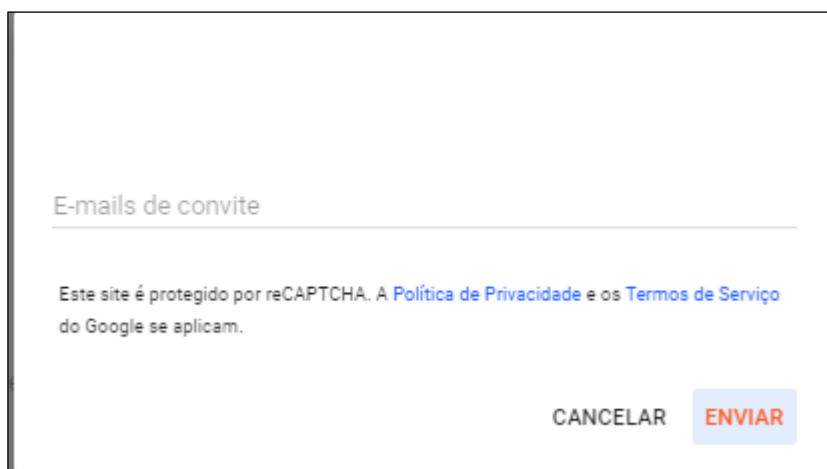 E-mails de convite
Este site é protegido por reCAPTCHA. A Política de Privacidade e os Termos de Serviço
do Google se aplicam.
CANCELAR ENVIAR